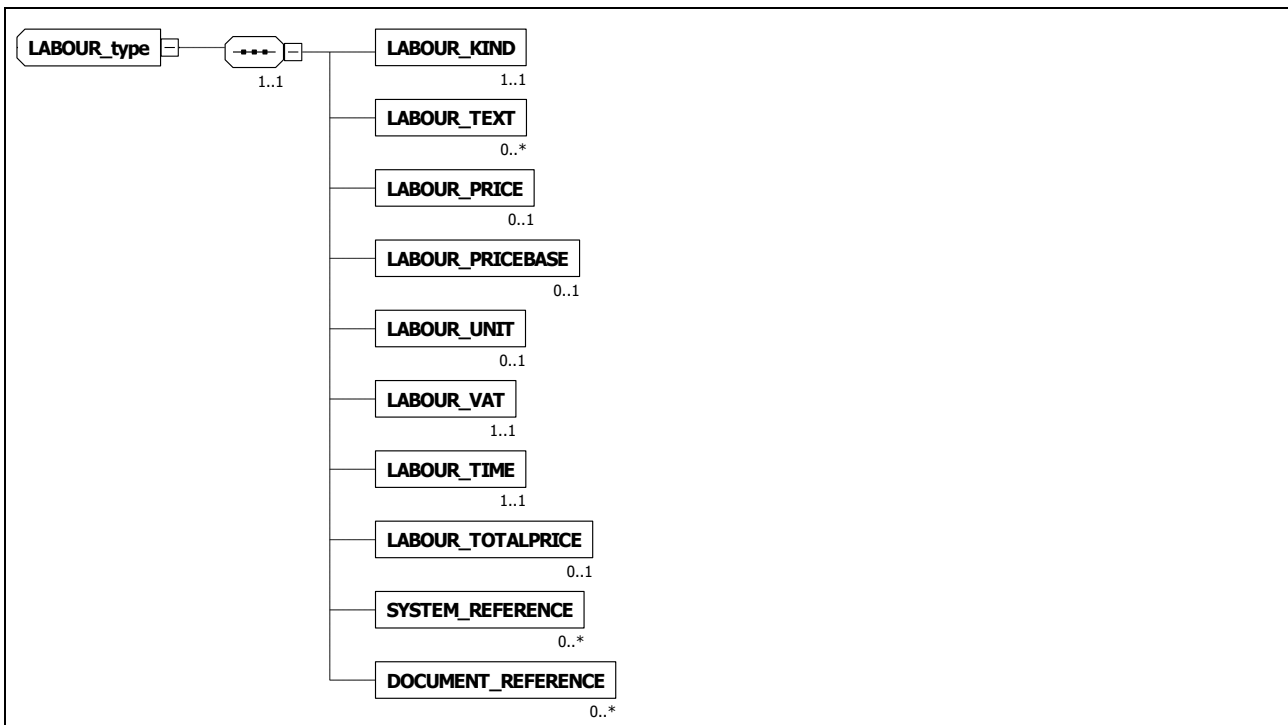 LABOUR_type
1..1
LABOUR_KIND
1..1
LABOUR_TEXT
0..*
LABOUR_PRICE
0..1
LABOUR_PRICEBASE
0..1
LABOUR_UNIT
0..1
LABOUR_VAT
1..1
LABOUR_TIME
1..1
LABOUR_TOTALPRICE
0..1
SYSTEM_REFERENCE
0..*
DOCUMENT_REFERENCE
0..*